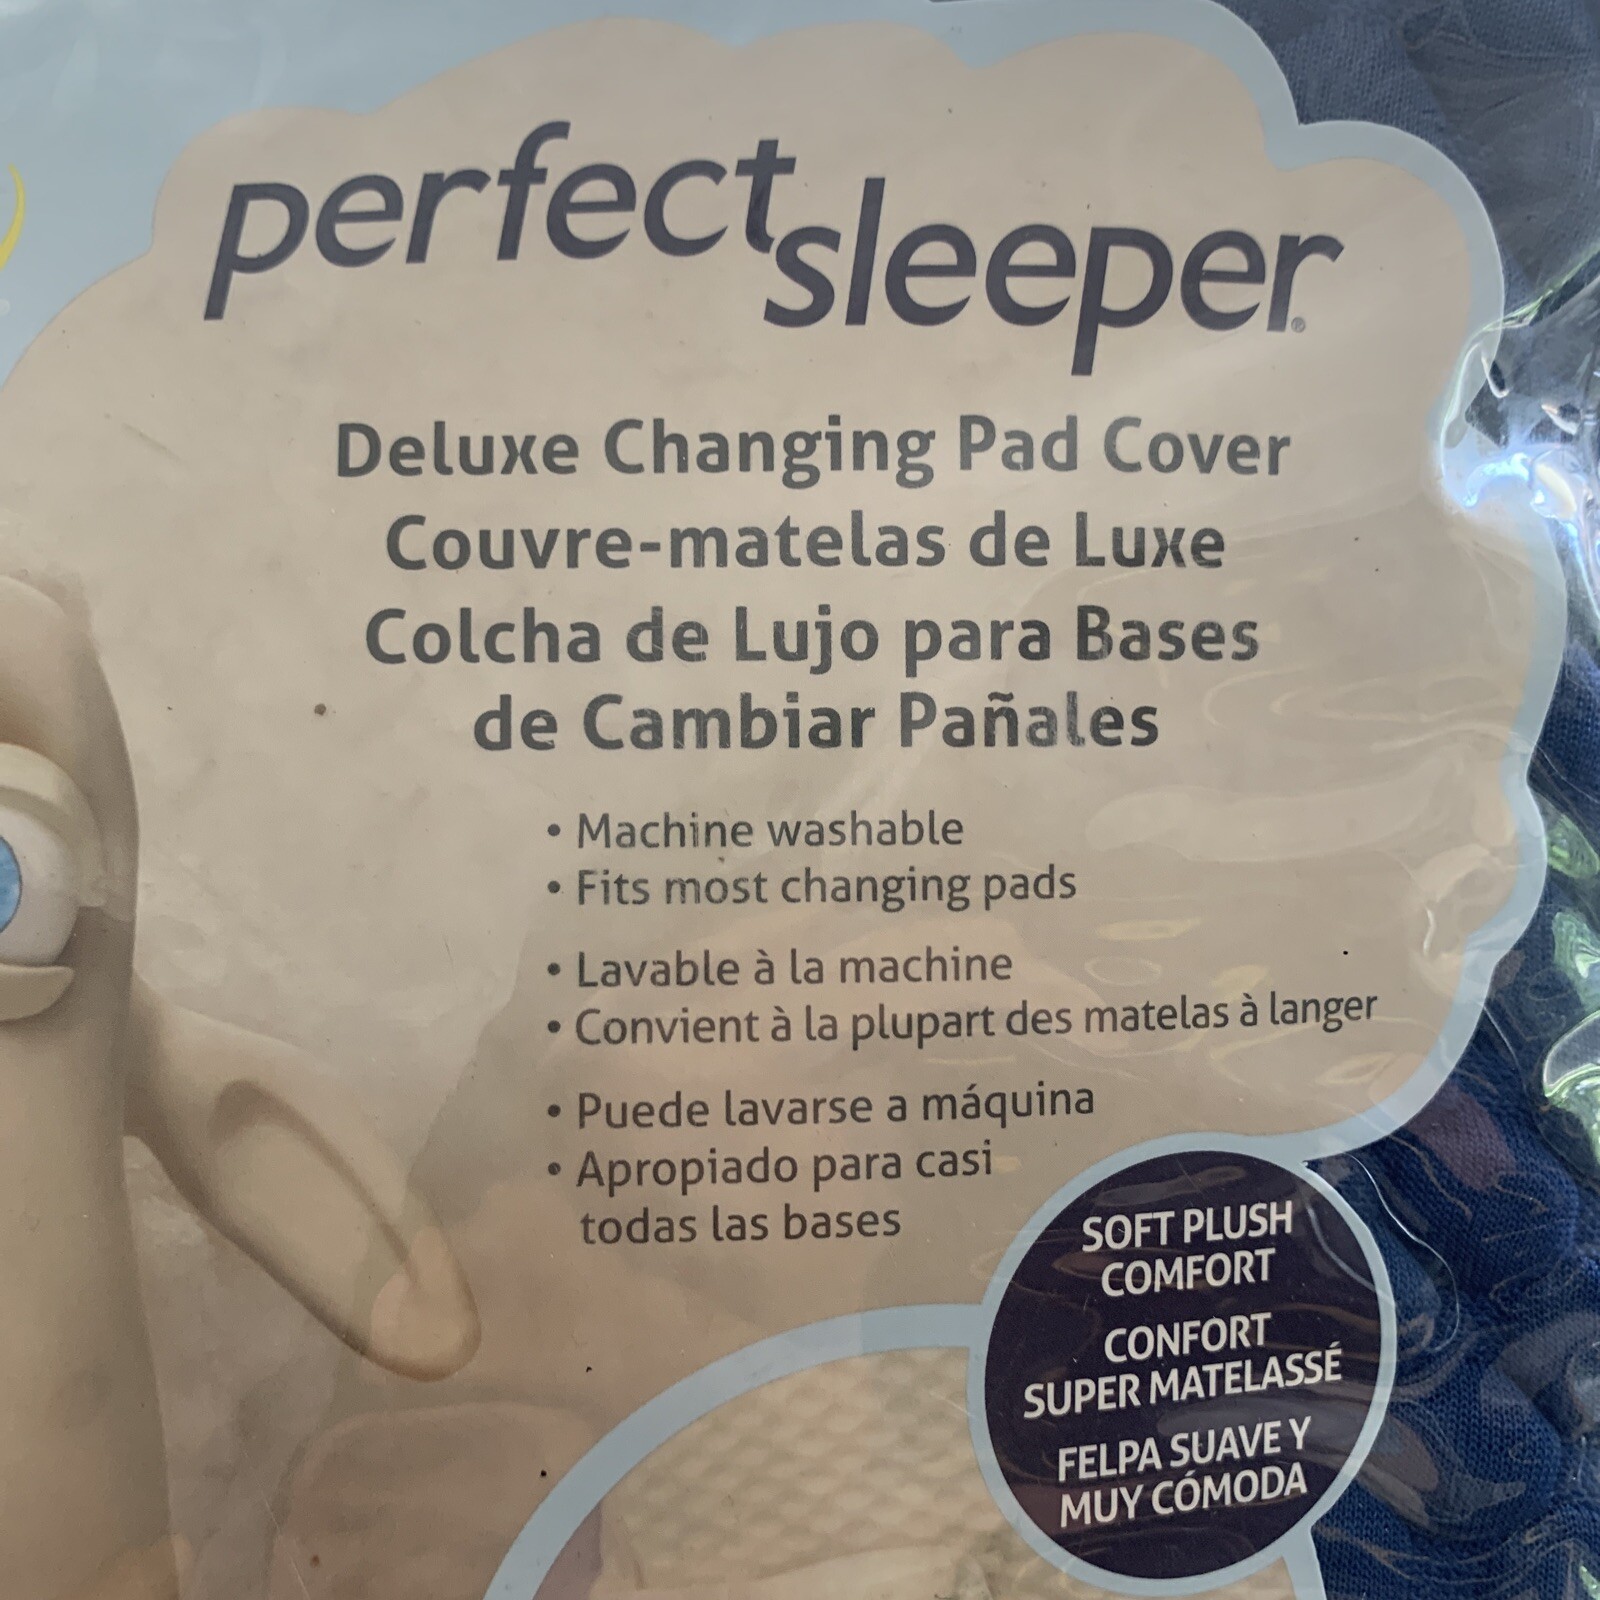 perfect sleeper®
Deluxe Changing Pad Cover
Couvre-matelas de Luxe
Colcha de Lujo para Bases
de Cambiar Pañales
• Machine washable
• Fits most changing pads
• Lavable à la machine
• Convient à la plupart des matelas à langer
• Puede lavarse a máquina
• Apropiado para casi
todas las bases
SOFT PLUSH
COMFORT
CONFORT
SUPER MATELASSÉ
FELPA SUAVE Y
MUY CÓMODA